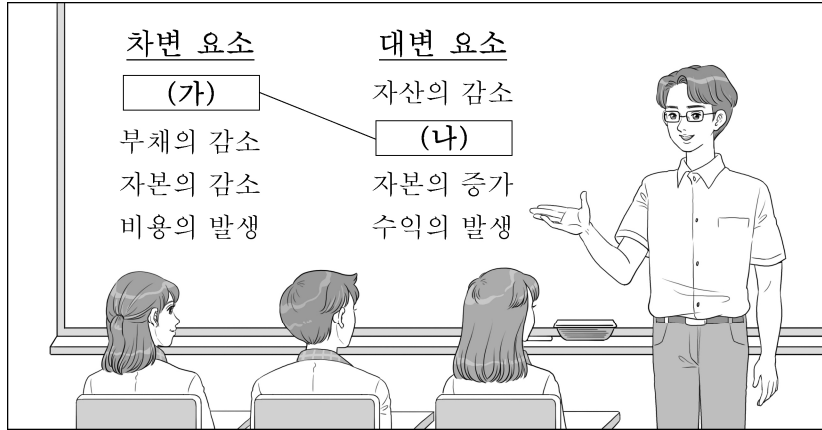 차변 요소 대변 요소
(가) 자산의 감소
부채의 감소 (나)
자본의 감소 자본의 증가
비용의 발생 수익의 발생